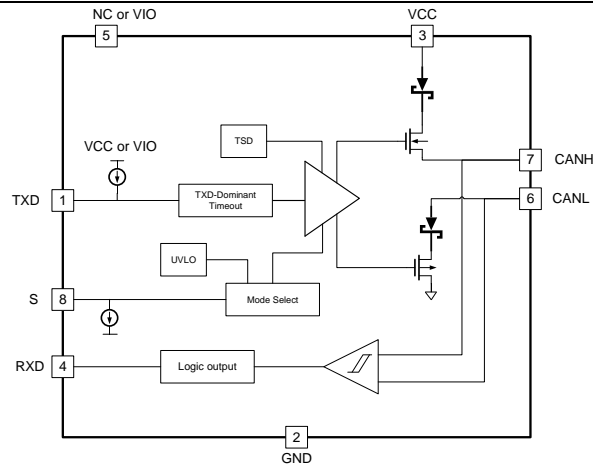 NC or VIO
VCC
5
3
VCC or VIO
TSD
7
CANH
TXD
1
TXD-Dominant
Timeout
6
CANL
UVLO
S
8
Mode Select
RXD
4
Logic output
2
GND